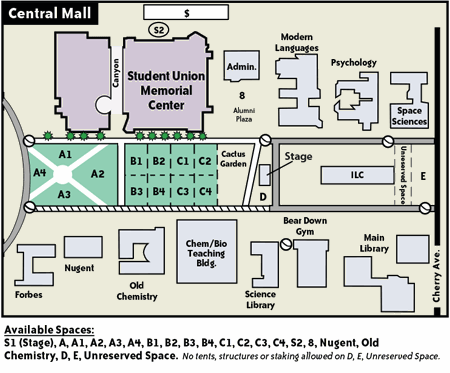 Central Mall
$
S2
Modern
Languages
Canyon
Student Union
Memorial
Center
Admin.
Psychology
8
Alumni
Plaza
Space
Sciences
A1
A4
A2
A3
B1 B2 C1 C2
B3 B4 C3 C4
Cactus
Garden
Stage
D
ILC
Unreserved Space
E
Bear Down
Gym
Chem/Bio
Teaching
Bldg.
Main
Library
Nugent
Old
Chemistry
Forbes
Science
Library
Cherry Ave.
Available Spaces:
S1 (Stage), A, A1, A2, A3, A4, B1, B2, B3, B4, C1, C2, C3, C4, S2, 8, Nugent, Old
Chemistry, D, E, Unreserved Space. No tents, structures or staking allowed on D, E, Unreserved Space.